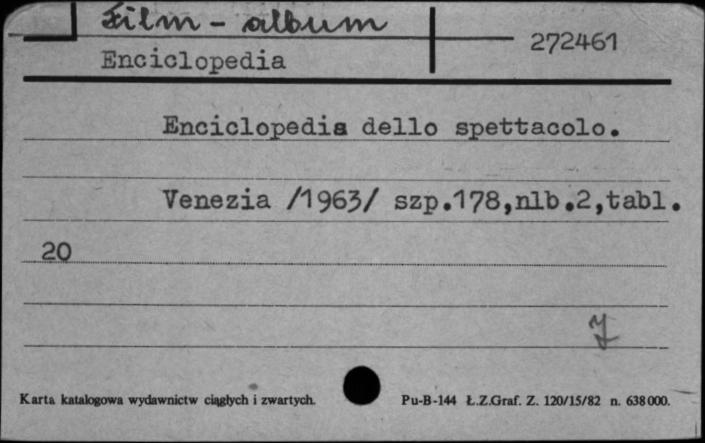 Film - album
272461
Enciclopedia
Enciclopedia dello spettacolo.
Venezia /1963/ szp.178,nlb.2,tabl.
20
Karta katalogowa wydawnictw ciągłych i zwartych.
Pu-B-144 Ł.Z.Graf. Z. 120/15/82 n. 638000.